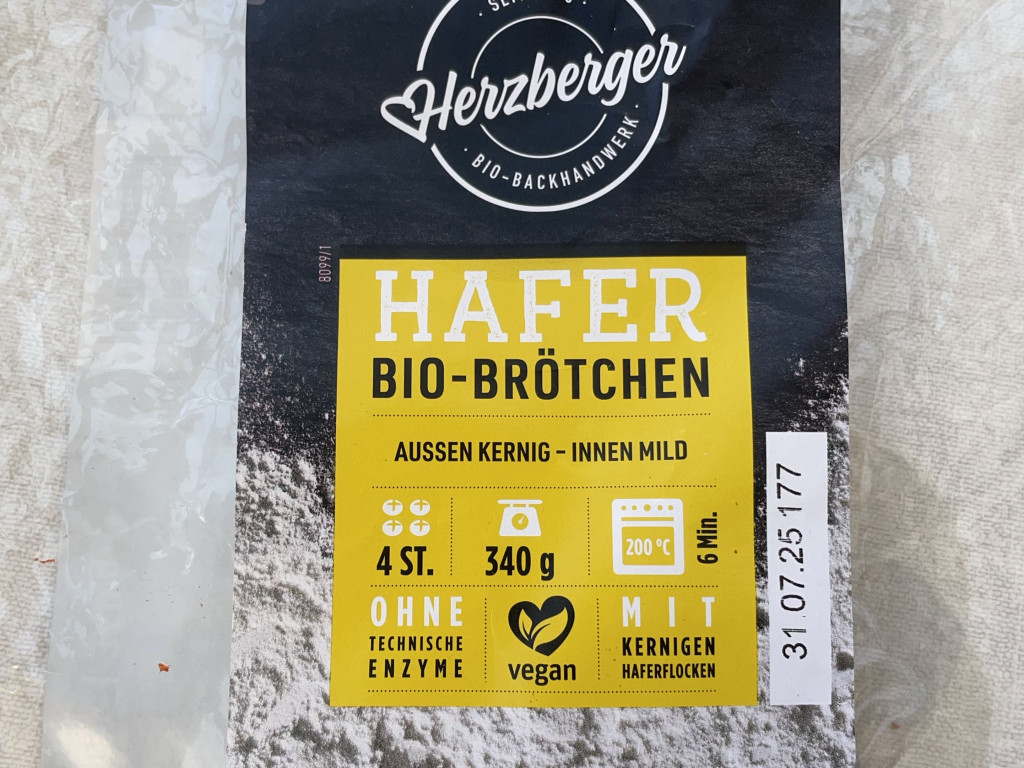 Herzberger
· BIO-BACKHANDWERK ·
8099/1
HAFER
BIO-BRÖTCHEN
AUSSEN KERNIG – INNEN MILD
4 ST.
340 g
200 °C
6 Min.
OHNE
TECHNISCHE
ENZYME
vegan
MIT
KERNIGEN
HAFERFLOCKEN
31.07.25 177